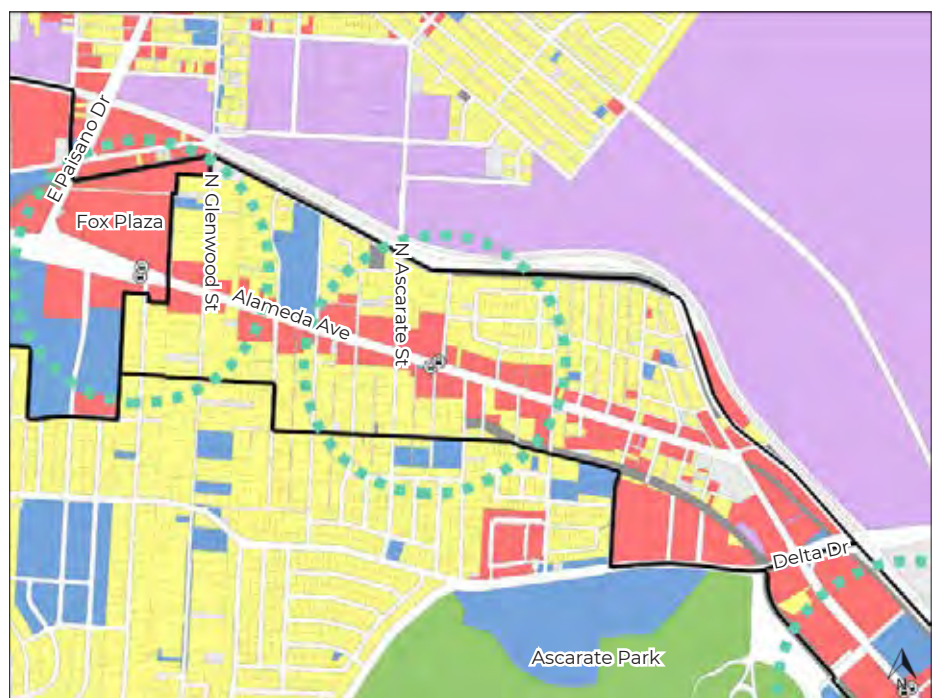 E Paisano Dr
Fox Plaza
N Glenwood St
Alameda Ave
N Ascarate St
Delta Dr
Ascarate Park
N